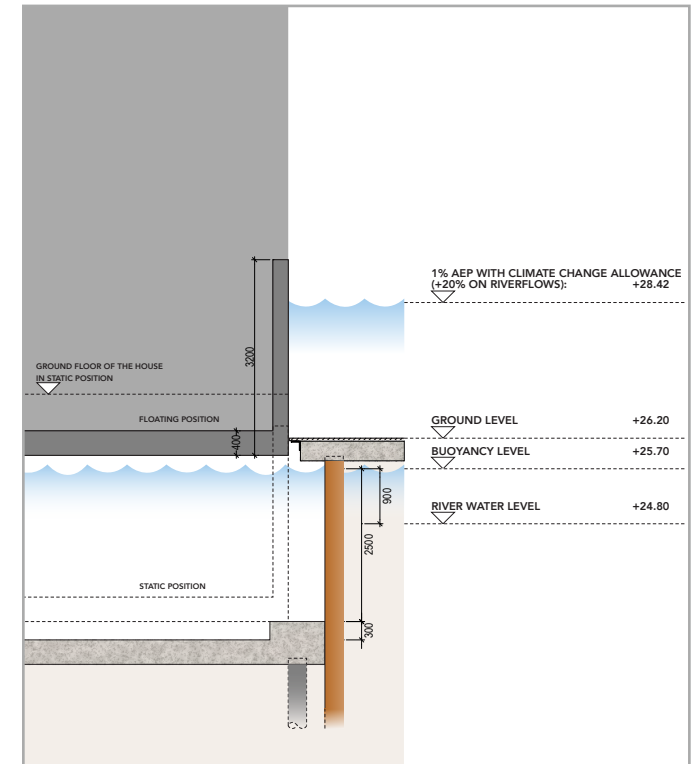 1% AEP WITH CLIMATE CHANGE ALLOWANCE
(+20% ON RIVERFLOWS): +28.42
3200
GROUND FLOOR OF THE HOUSE
IN STATIC POSITION
FLOATING POSITION
400
GROUND LEVEL +26.20
BUOYANCY LEVEL +25.70
900
RIVER WATER LEVEL +24.80
2500
STATIC POSITION
300